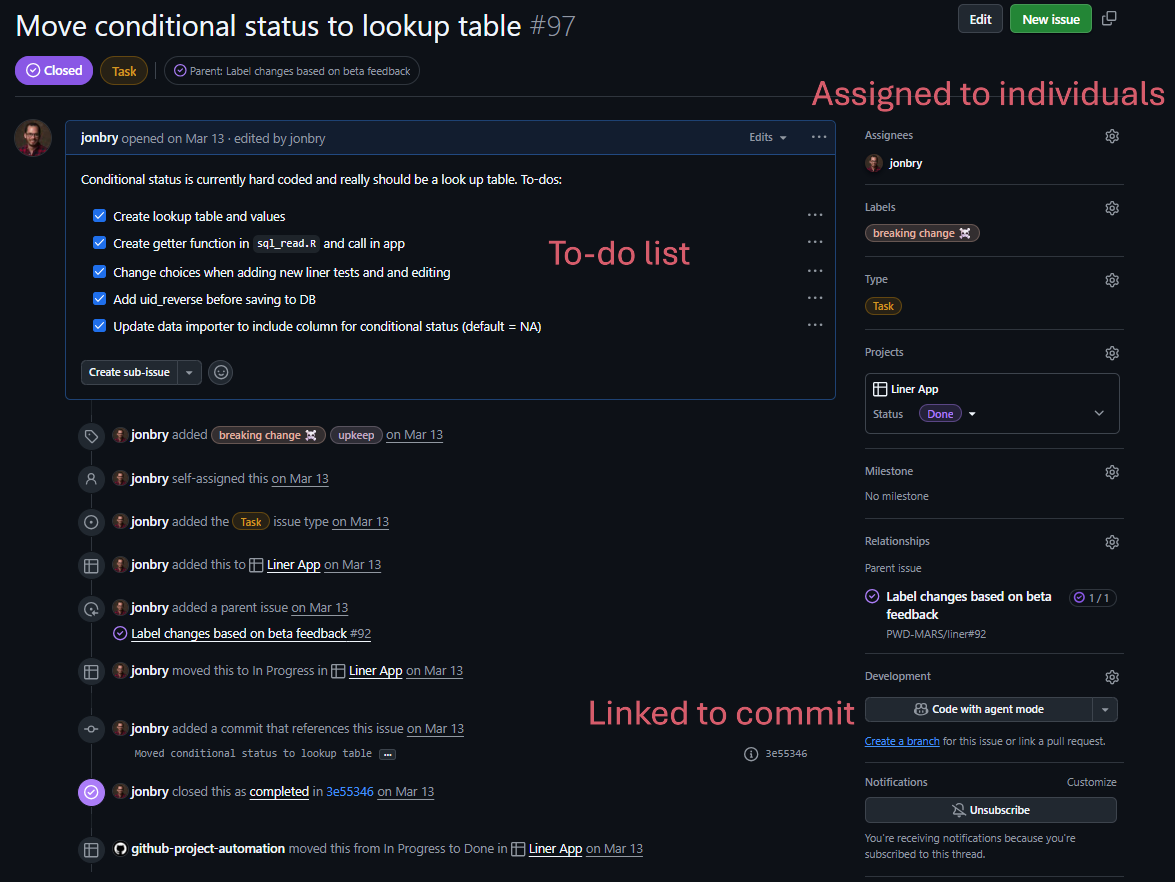 Move conditional status to lookup table #97
Edit
New issue
Closed
Task
Parent: Label changes based on beta feedback
Assigned to individuals
jonbry opened on Mar 13 · edited by jonbry
Edits
Conditional status is currently hard coded and really should be a look up table. To-dos:
Create lookup table and values
Create getter function in sql_read.R and call in app
Change choices when adding new liner tests and and editing
Add uid_reverse before saving to DB
Update data importer to include column for conditional status (default = NA)
To-do list
Create sub-issue
jonbry added breaking change ☠️ upkeep on Mar 13
jonbry self-assigned this on Mar 13
jonbry added the Task issue type on Mar 13
jonbry added this to Liner App on Mar 13
jonbry added a parent issue on Mar 13
Label changes based on beta feedback #92
jonbry moved this to In Progress in Liner App on Mar 13
Linked to commit
jonbry added a commit that references this issue on Mar 13
Moved conditional status to lookup table ...
3e55346
jonbry closed this as completed in 3e55346 on Mar 13
github-project-automation moved this from In Progress to Done in Liner App on Mar 13
Assignees
jonbry
Labels
breaking change ☠️
Type
Task
Projects
Liner App
Status Done
Milestone
No milestone
Relationships
Parent issue
Label changes based on beta
feedback
1 / 1
PWD-MARS/liner#92
Development
Code with agent mode
Create a branch for this issue or link a pull request.
Notifications
Customize
Unsubscribe
You're receiving notifications because you're
subscribed to this thread.